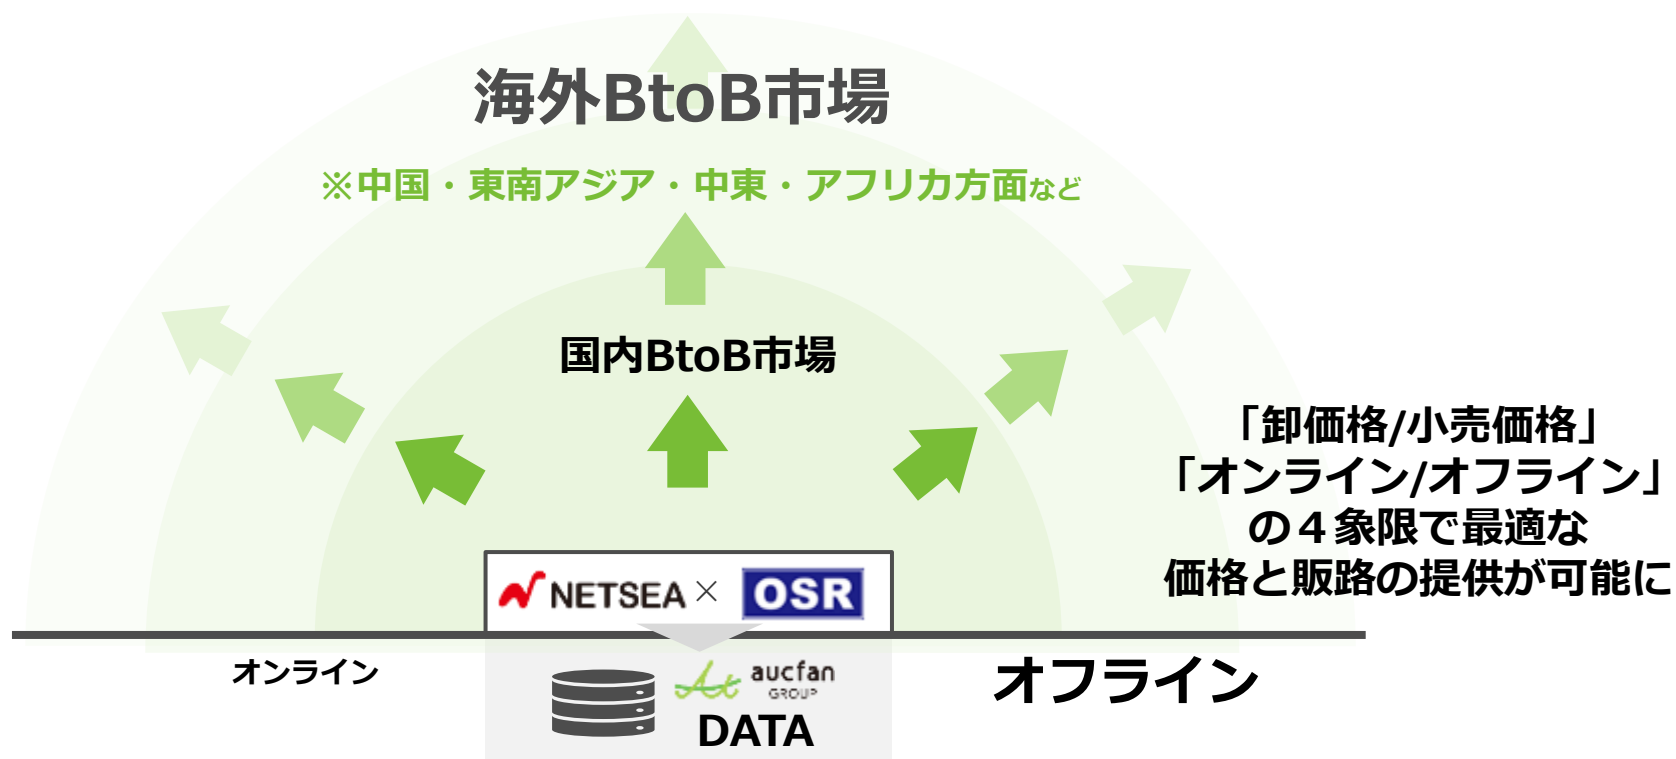 海外BtoB市場
※中国・東南アジア・中東・アフリカ方面など
国内BtoB市場
「卸価格/小売価格」
「オンライン/オフライン」
の４象限で最適な
価格と販路の提供が可能に
NETSEA × OSR
オンライン
aucfan
GROUP
DATA
オフライン